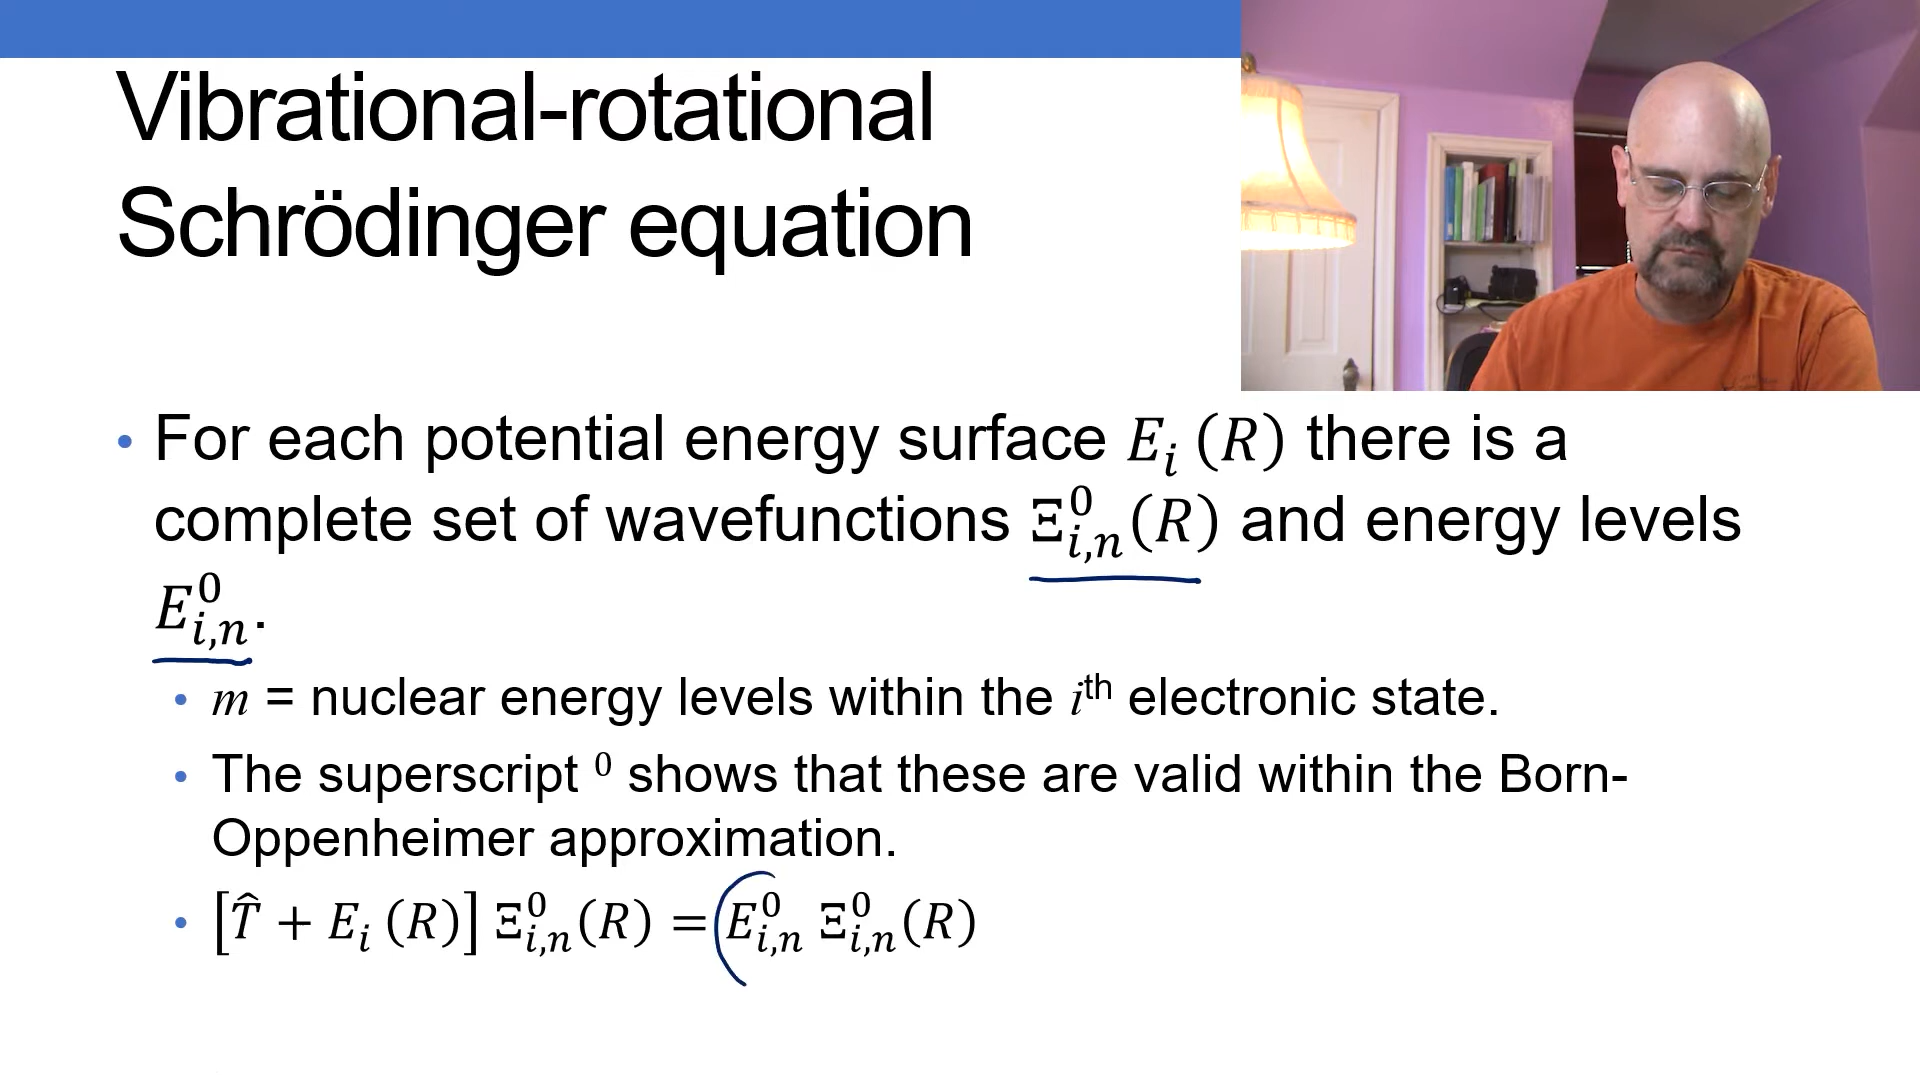 Vibrational-rotational
Schrödinger equation
• For each potential energy surface E_i (R) there is a
complete set of wavefunctions Ξ^0_{i,n}(R) and energy levels
E^0_{i,n}.
• m = nuclear energy levels within the i^th electronic state.
• The superscript ^0 shows that these are valid within the Born-
Oppenheimer approximation.
• [T̂ + E_i (R)] Ξ^0_{i,n}(R) = E^0_{i,n} Ξ^0_{i,n}(R)